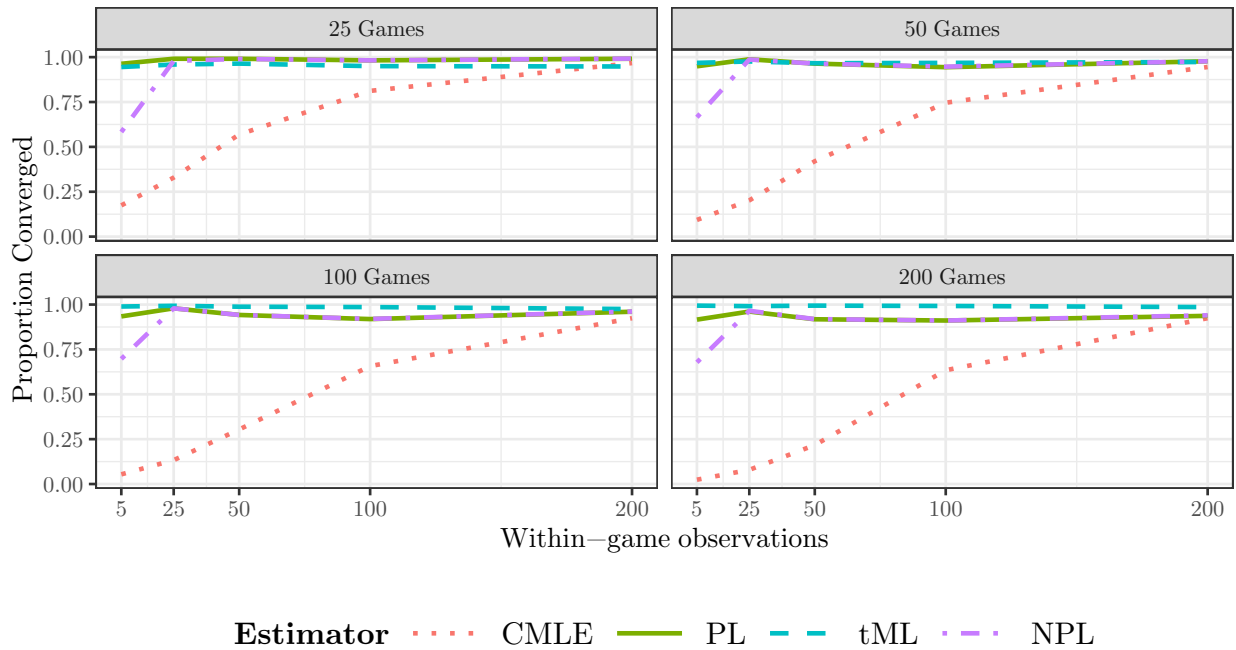 25 Games
50 Games
1.00
0.75
0.50
0.25
0.00
100 Games
200 Games
1.00
0.75
0.50
0.25
0.00
Proportion Converged
5 25 50 100 200
5 25 50 100 200
Within−game observations
Estimator CMLE PL tML NPL